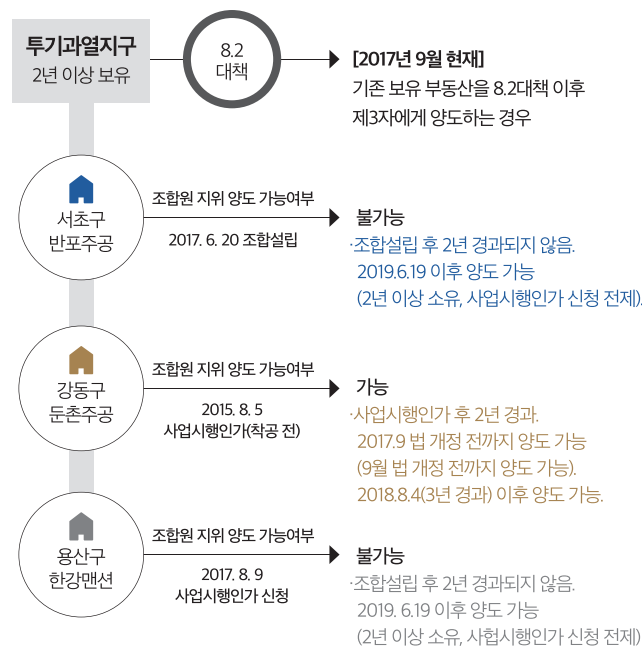 투기과열지구
2년 이상 보유
8.2
대책
[2017년 9월 현재]
기존 보유 부동산을 8.2대책 이후
제3자에게 양도하는 경우
서초구
반포주공
조합원 지위 양도 가능여부
2017. 6. 20 조합설립
불가능
·조합설립 후 2년 경과되지 않음.
2019.6.19 이후 양도 가능
(2년 이상 소유, 사업시행인가 신청 전제).
강동구
둔촌주공
조합원 지위 양도 가능여부
2015. 8. 5
사업시행인가(착공 전)
가능
·사업시행인가 후 2년 경과.
2017.9 법 개정 전까지 양도 가능
(9월 법 개정 전까지 양도 가능).
2018.8.4(3년 경과) 이후 양도 가능.
용산구
한강맨션
조합원 지위 양도 가능여부
2017. 8. 9
사업시행인가 신청
불가능
·조합설립 후 2년 경과되지 않음.
2019. 6.19 이후 양도 가능
(2년 이상 소유, 사헙시행인가 신청 전제)